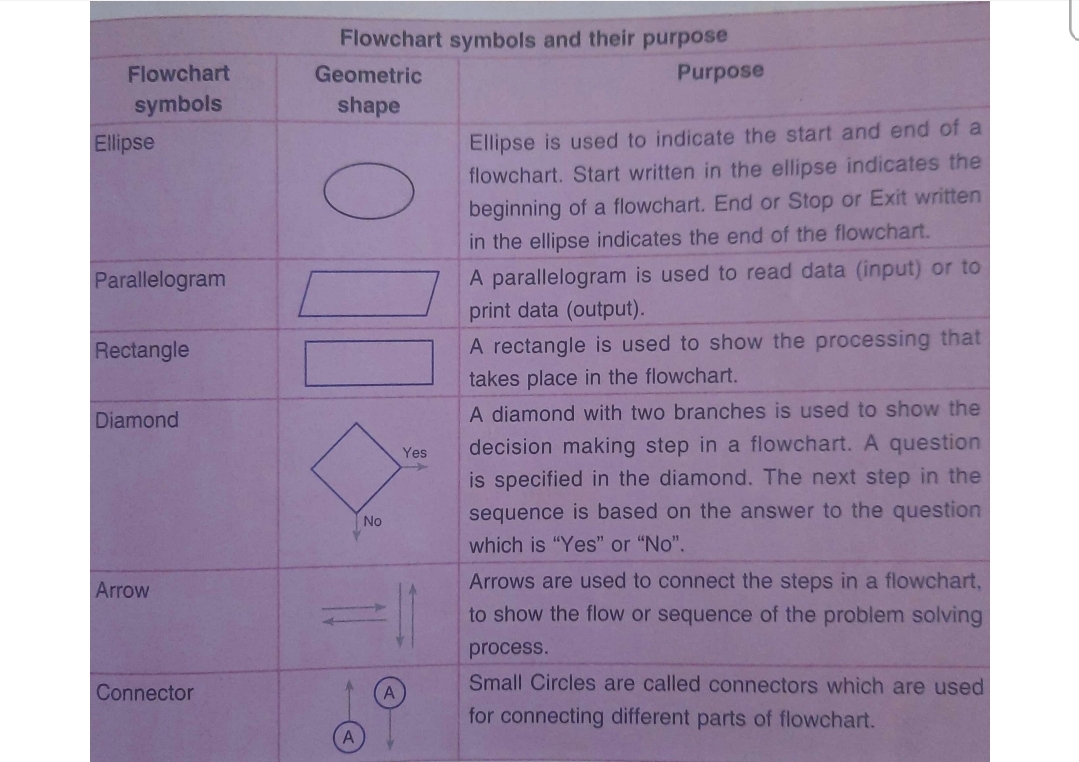 Flowchart symbols and their purpose
Flowchart symbols
Geometric shape
Purpose
Ellipse
Ellipse is used to indicate the start and end of a
flowchart. Start written in the ellipse indicates the
beginning of a flowchart. End or Stop or Exit written
in the ellipse indicates the end of the flowchart.
Parallelogram
A parallelogram is used to read data (input) or to
print data (output).
Rectangle
A rectangle is used to show the processing that
takes place in the flowchart.
Diamond
Yes
No
A diamond with two branches is used to show the
decision making step in a flowchart. A question
is specified in the diamond. The next step in the
sequence is based on the answer to the question
which is “Yes” or “No”.
Arrow
Arrows are used to connect the steps in a flowchart,
to show the flow or sequence of the problem solving
process.
Connector
A
A
Small Circles are called connectors which are used
for connecting different parts of flowchart.